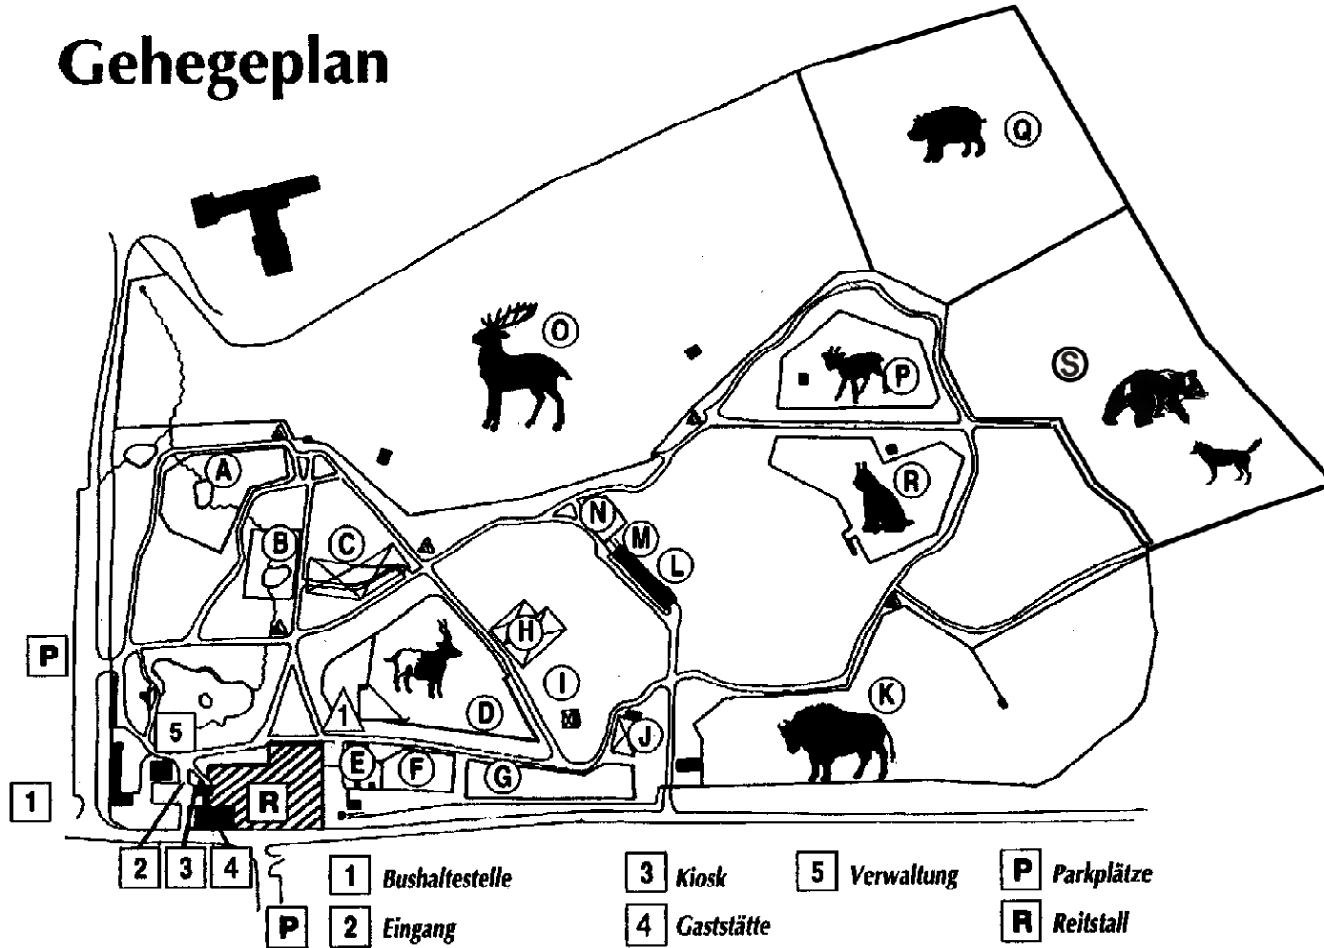 Gehegeplan
Q
O
S
P
A
R
N
B
C
M
L
H
P
I
K
D
1
J
5
E
F
G
1
R
2
3
4
P
1 Bushaltestelle
3 Kiosk
5 Verwaltung
P Parkplätze
2 Eingang
4 Gaststätte
R Reitstall